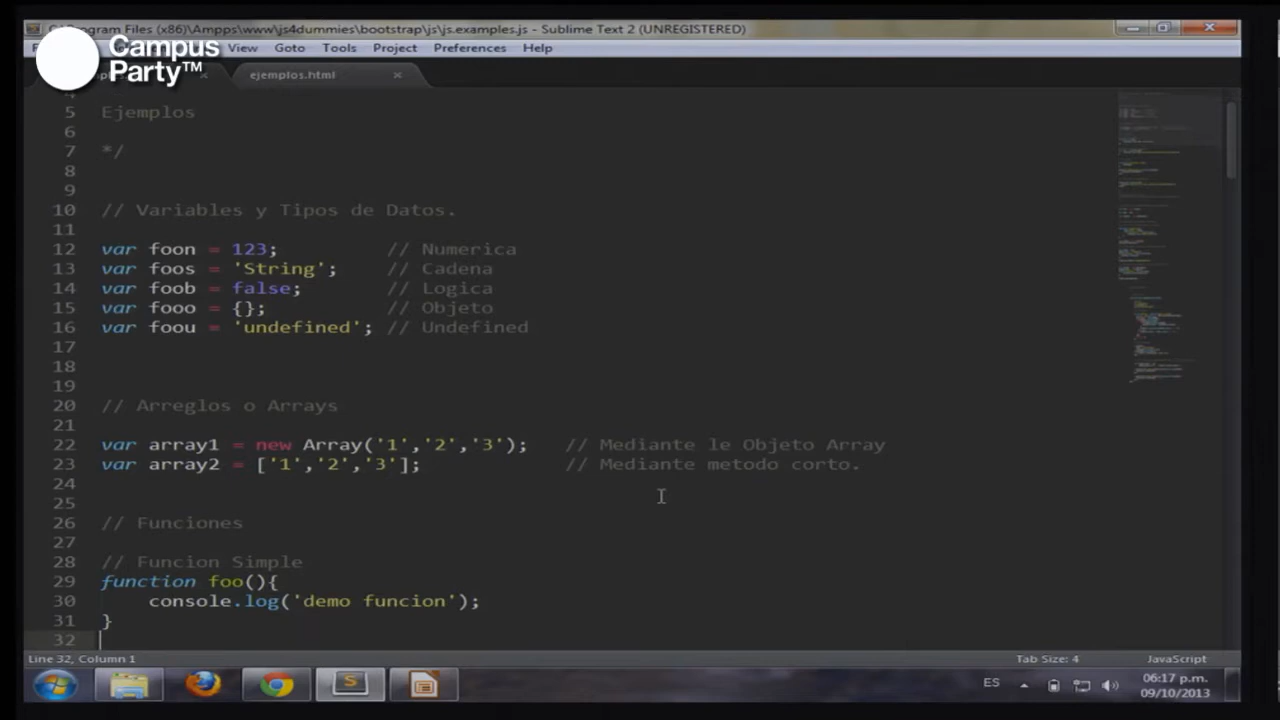 Program Files (x86)\Ampps\www\js4dummies\bootstrap\js\js.examples.js - Sublime Text 2 (UNREGISTERED)
View Goto Tools Project Preferences Help
Campus
Party™
ejemplos.html
5 Ejemplos
6
7 */
8
9
10 // Variables y Tipos de Datos.
11
12 var foon = 123; // Numerica
13 var foos = 'String'; // Cadena
14 var foob = false; // Logica
15 var fooo = {}; // Objeto
16 var foou = 'undefined'; // Undefined
17
18
19
20 // Arreglos o Arrays
21
22 var array1 = new Array('1','2','3'); // Mediante le Objeto Array
23 var array2 = ['1','2','3']; // Mediante metodo corto.
24
25
26 // Funciones
27
28 // Funcion Simple
29 function foo(){
30 console.log('demo funcion');
31 }
32
Line 32, Column 1 Tab Size: 4 JavaScript
ES 06:17 p.m.
09/10/2013